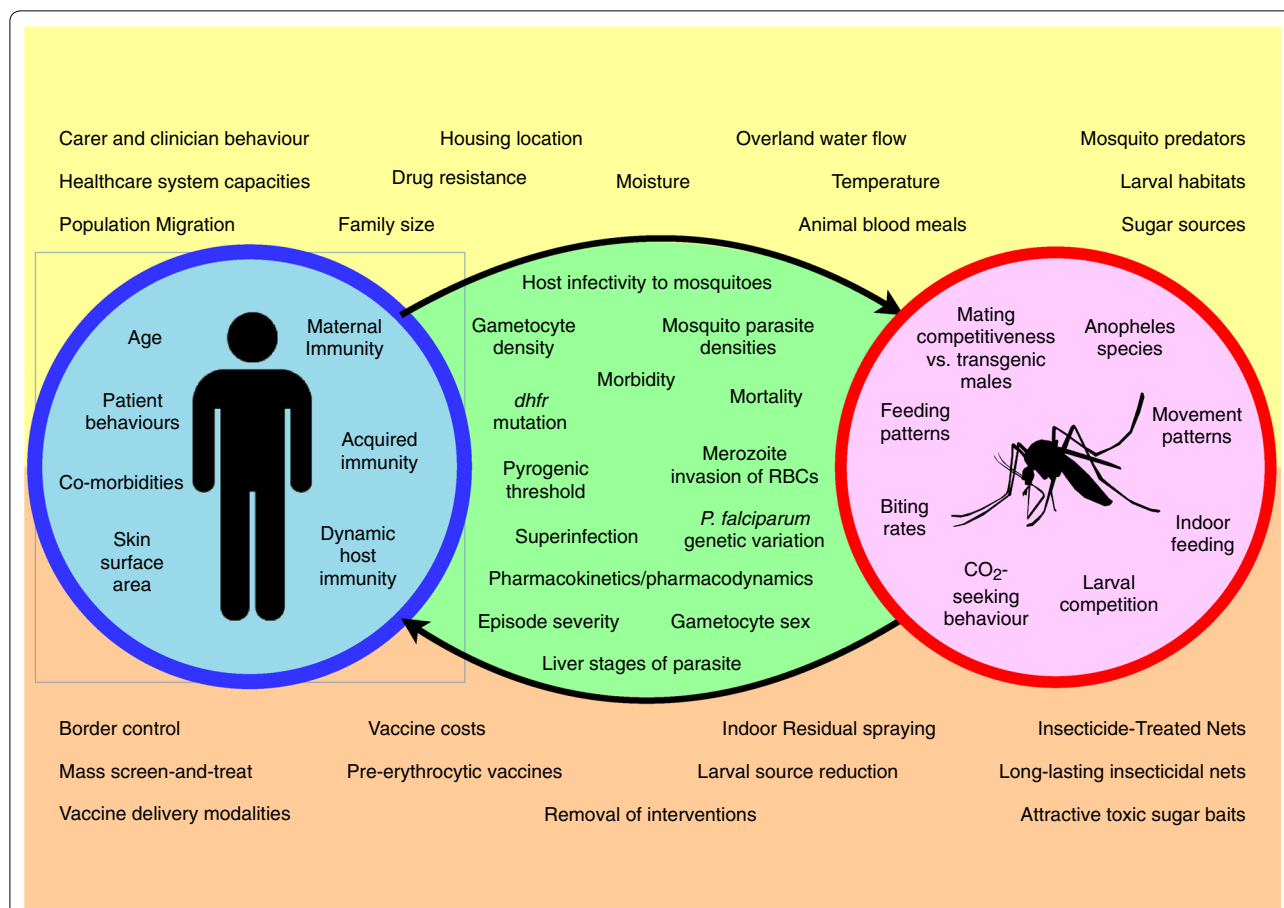 Carer and clinician behaviour
Housing location
Overland water flow
Mosquito predators
Healthcare system capacities
Drug resistance
Moisture
Temperature
Larval habitats
Population Migration
Family size
Animal blood meals
Sugar sources
Age
Maternal
Immunity
Patient
behaviours
Acquired
immunity
Co-morbidities
Skin
surface
area
Dynamic
host
immunity
Host infectivity to mosquitoes
Gametocyte
density
Mosquito parasite
densities
Morbidity
Mortality
dhfr
mutation
Pyrogenic
threshold
Merozoite
invasion of RBCs
Superinfection
P. falciparum
genetic variation
Pharmacokinetics/pharmacodynamics
Episode severity
Gametocyte sex
Liver stages of parasite
Mating
competitiveness
vs. transgenic
males
Anopheles
species
Feeding
patterns
Movement
patterns
Biting
rates
Indoor
feeding
CO₂-
seeking
behaviour
Larval
competition
Border control
Vaccine costs
Indoor Residual spraying
Insecticide-Treated Nets
Mass screen-and-treat
Pre-erythrocytic vaccines
Larval source reduction
Long-lasting insecticidal nets
Vaccine delivery modalities
Removal of interventions
Attractive toxic sugar baits